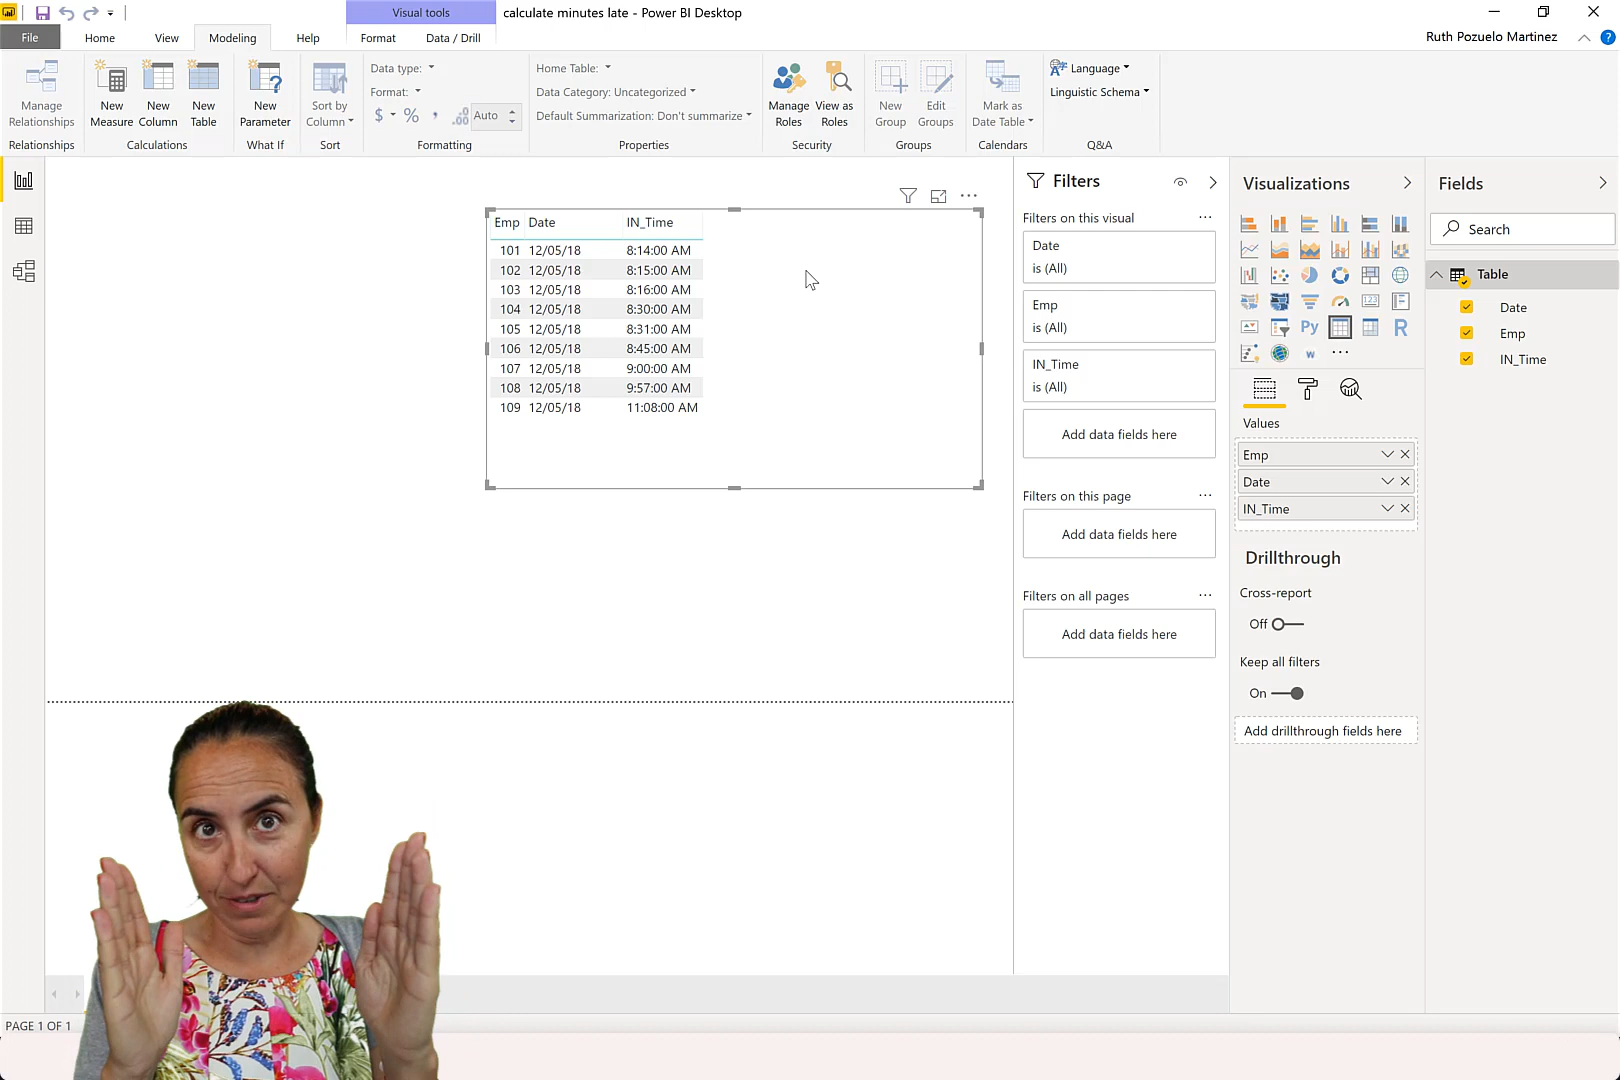 Visual tools
calculate minutes late - Power BI Desktop
File
Home
View
Modeling
Help
Format
Data / Drill
Ruth Pozuelo Martinez
?
Manage Relationships
Relationships
New Measure
New Column
New Table
Calculations
New Parameter
What If
Sort by Column
Sort
Data type:
Format:
$ % , .00 Auto
Formatting
Home Table:
Data Category: Uncategorized
Default Summarization: Don't summarize
Properties
Manage Roles
View as Roles
Security
New Group
Edit Groups
Groups
Mark as Date Table
Calendars
Language
Linguistic Schema
Q&A
Emp Date IN_Time
101 12/05/18 8:14:00 AM
102 12/05/18 8:15:00 AM
103 12/05/18 8:16:00 AM
104 12/05/18 8:30:00 AM
105 12/05/18 8:31:00 AM
106 12/05/18 8:45:00 AM
107 12/05/18 9:00:00 AM
108 12/05/18 9:57:00 AM
109 12/05/18 11:08:00 AM
Filters
Filters on this visual
Date
is (All)
Emp
is (All)
IN_Time
is (All)
Add data fields here
Filters on this page
Add data fields here
Filters on all pages
Add data fields here
Visualizations
123
Py
R
W
Values
Emp
Date
IN_Time
Drillthrough
Cross-report
Off
Keep all filters
On
Add drillthrough fields here
Fields
Search
Table
Date
Emp
IN_Time
PAGE 1 OF 1